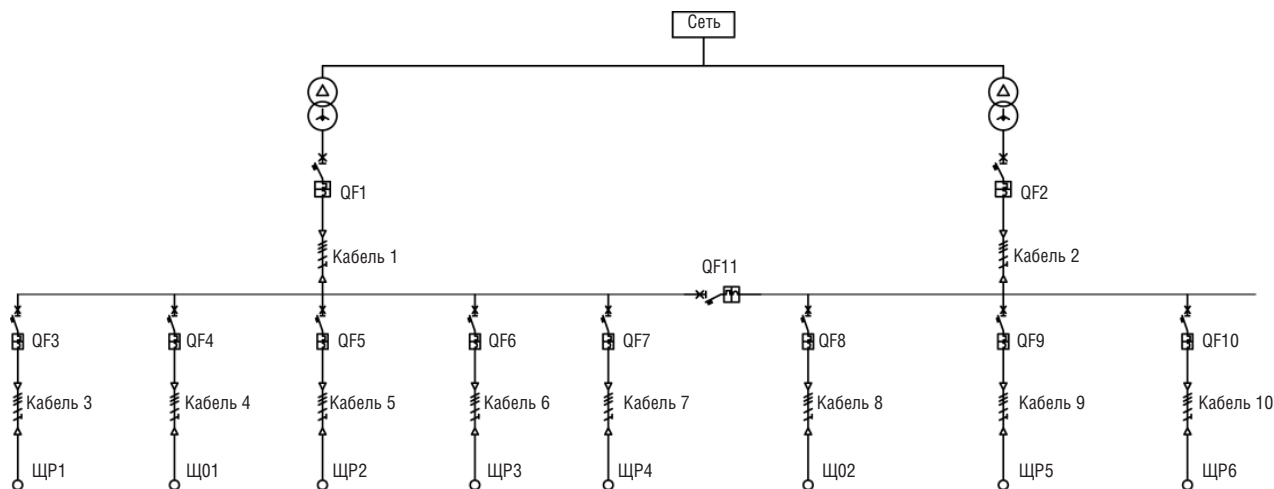 Сеть
QF1
QF2
Кабель 1
Кабель 2
QF11
QF3
QF4
QF5
QF6
QF7
QF8
QF9
QF10
Кабель 3
Кабель 4
Кабель 5
Кабель 6
Кабель 7
Кабель 8
Кабель 9
Кабель 10
ЩР1
Щ01
ЩР2
ЩР3
ЩР4
Щ02
ЩР5
ЩР6